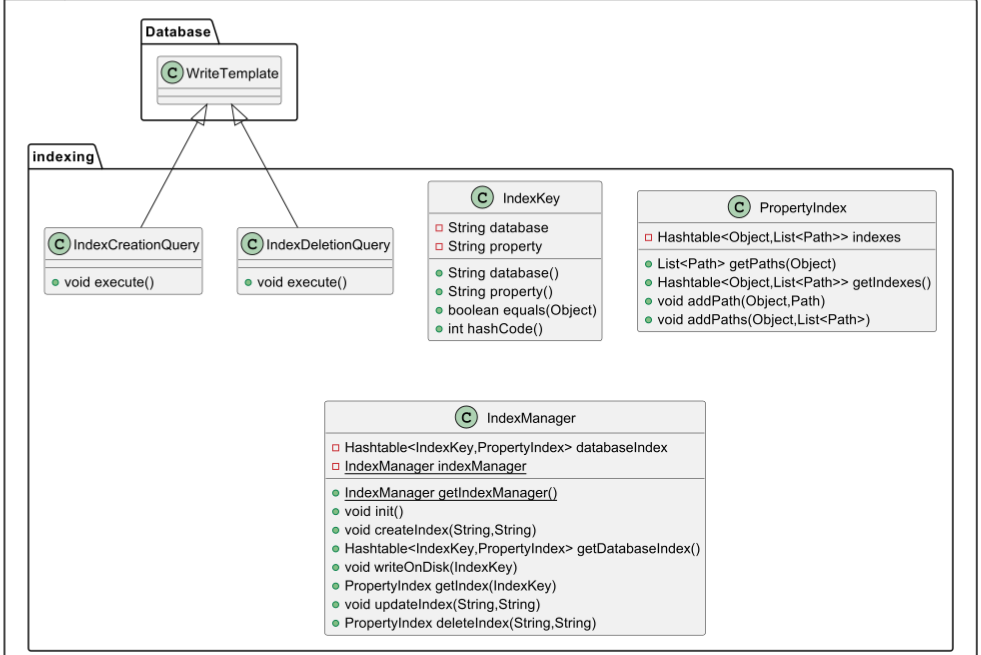 Database
C WriteTemplate
indexing
C IndexCreationQuery
void execute()
C IndexDeletionQuery
void execute()
C IndexKey
String database
String property
String database()
String property()
boolean equals(Object)
int hashCode()
C PropertyIndex
Hashtable<Object,List<Path>> indexes
List<Path> getPaths(Object)
Hashtable<Object,List<Path>> getIndexes()
void addPath(Object,Path)
void addPaths(Object,List<Path>)
C IndexManager
Hashtable<IndexKey,PropertyIndex> databaseIndex
IndexManager indexManager
IndexManager getIndexManager()
void init()
void createIndex(String,String)
Hashtable<IndexKey,PropertyIndex> getDatabaseIndex()
void writeOnDisk(IndexKey)
PropertyIndex getIndex(IndexKey)
void updateIndex(String,String)
PropertyIndex deleteIndex(String,String)